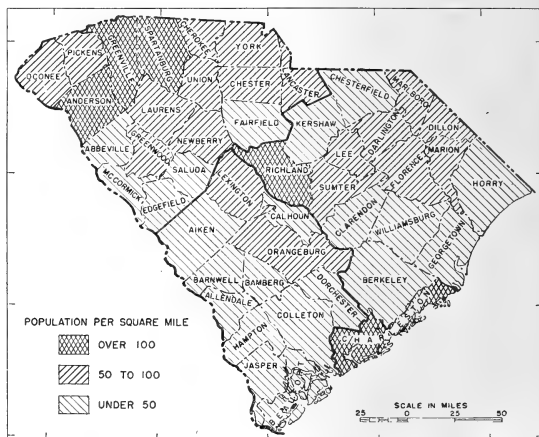 CHEROKEE
SPARTANBURG
GREENVILLE
PICKENS
OCONEE
YORK
UNION
CHESTER
LANCASTER
ANDERSON
LAURENS
FAIRFIELD
CHESTERFIELD
MARLBORO
KERSHAW
DARLINGTON
DILLON
MARION
ABBEVILLE
GREENWOOD
NEWBERRY
LEE
FLORENCE
HORRY
McCORMICK
SALUDA
RICHLAND
SUMTER
EDGEFIELD
LEXINGTON
CALHOUN
CLARENDON
WILLIAMSBURG
GEORGETOWN
AIKEN
ORANGEBURG
BARNWELL
BAMBERG
DORCHESTER
BERKELEY
ALLENDALE
COLLETON
HAMPTON
JASPER
POPULATION PER SQUARE MILE
OVER 100
50 TO 100
UNDER 50
SCALE IN MILES
25 0 25 50